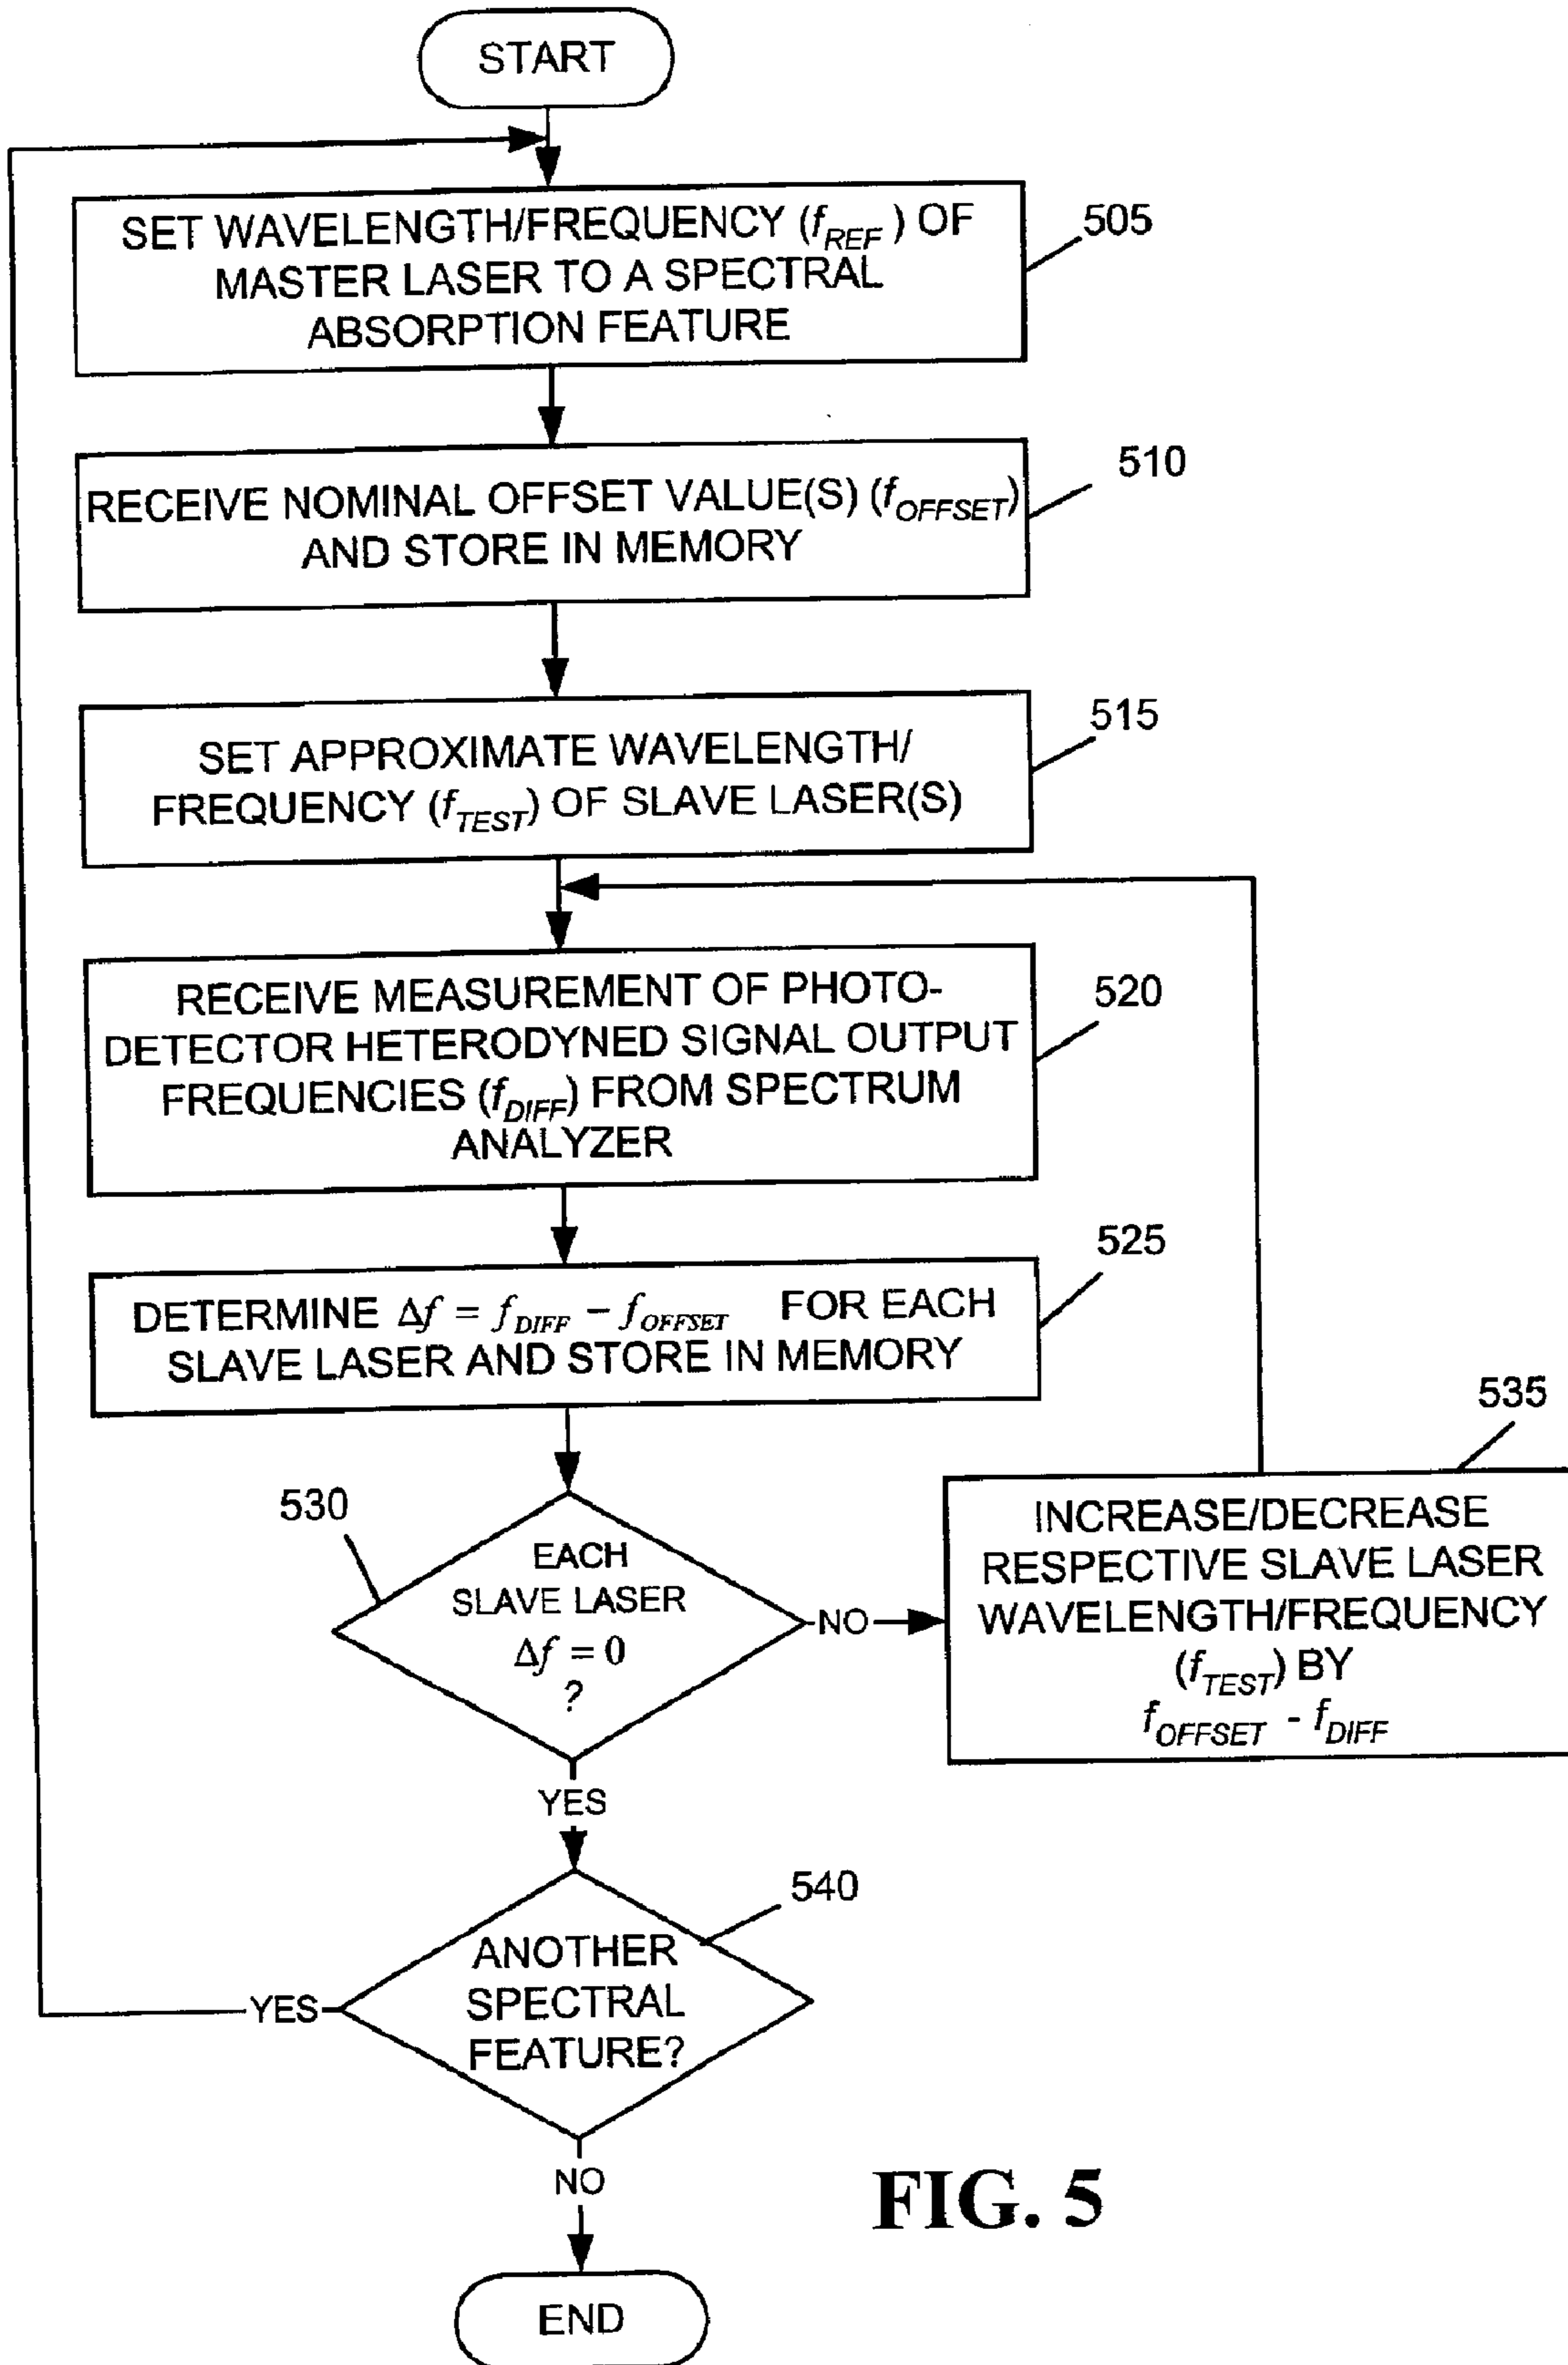 START
SET WAVELENGTH/FREQUENCY (f_REF) OF
MASTER LASER TO A SPECTRAL
ABSORPTION FEATURE
505
RECEIVE NOMINAL OFFSET VALUE(S) (f_OFFSET)
AND STORE IN MEMORY
510
SET APPROXIMATE WAVELENGTH/
FREQUENCY (f_TEST) OF SLAVE LASER(S)
515
RECEIVE MEASUREMENT OF PHOTO-
DETECTOR HETERODYNED SIGNAL OUTPUT
FREQUENCIES (f_DIFF) FROM SPECTRUM
ANALYZER
520
DETERMINE Δf = f_DIFF - f_OFFSET FOR EACH
SLAVE LASER AND STORE IN MEMORY
525
530
EACH
SLAVE LASER
Δf = 0
?
NO
535
INCREASE/DECREASE
RESPECTIVE SLAVE LASER
WAVELENGTH/FREQUENCY
(f_TEST) BY
f_OFFSET - f_DIFF
YES
540
ANOTHER
SPECTRAL
FEATURE?
YES
NO
FIG. 5
END